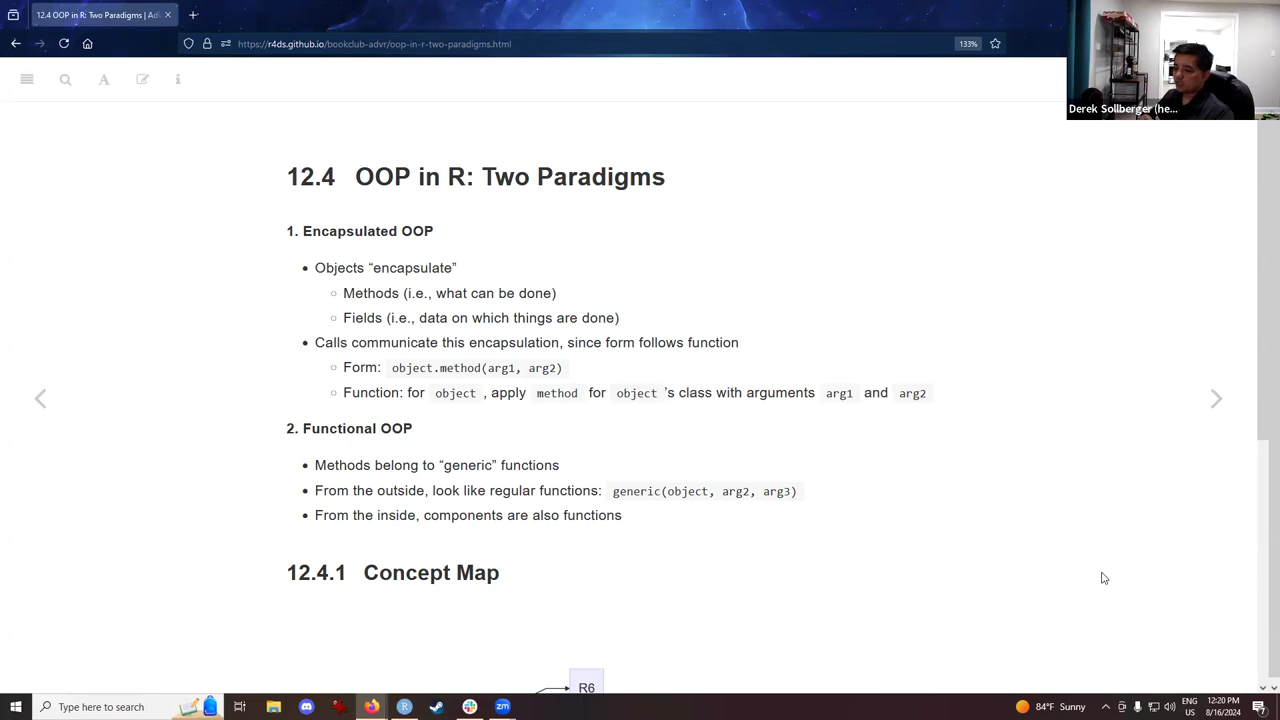 12.4 OOP in R: Two Paradigms | Ad
https://r4ds.github.io/bookclub-advr/oop-in-r-two-paradigms.html
133%
Derek Sollberger (he...
12.4 OOP in R: Two Paradigms
1. Encapsulated OOP
Objects “encapsulate”
Methods (i.e., what can be done)
Fields (i.e., data on which things are done)
Calls communicate this encapsulation, since form follows function
Form: object.method(arg1, arg2)
Function: for object , apply method for object ’s class with arguments arg1 and arg2
2. Functional OOP
Methods belong to “generic” functions
From the outside, look like regular functions: generic(object, arg2, arg3)
From the inside, components are also functions
12.4.1 Concept Map
R6
Type here to search
84°F Sunny
ENG
US
12:20 PM
8/16/2024